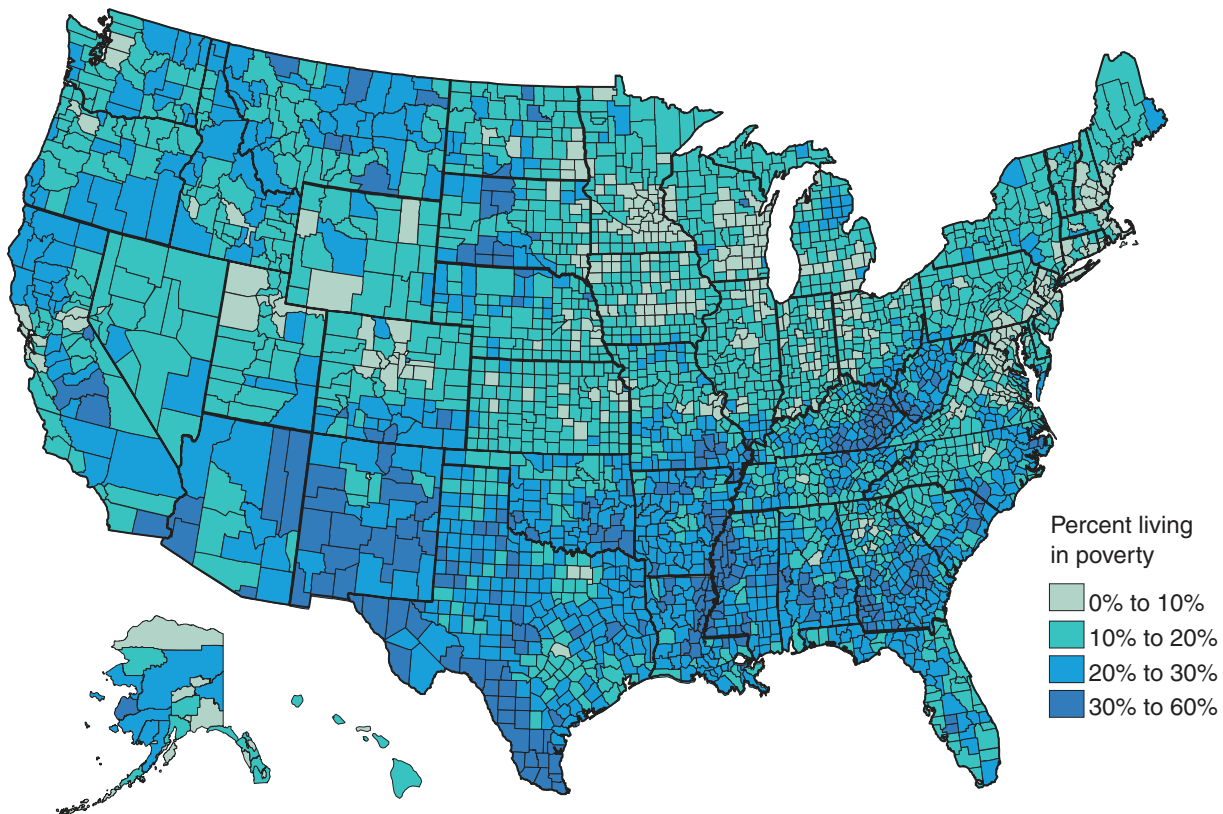 Percent living
in poverty
0% to 10%
10% to 20%
20% to 30%
30% to 60%